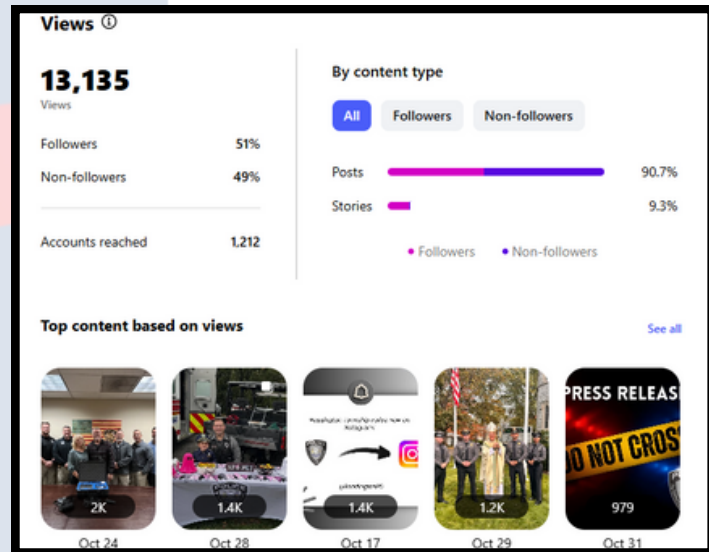 Views
13,135
Views
Followers 51%
Non-followers 49%
Accounts reached 1,212
By content type
All Followers Non-followers
Posts 90.7%
Stories 9.3%
Followers Non-followers
Top content based on views See all
PRESS RELEAS
DO NOT CROS
2K 1.4K 1.4K 1.2K 979
Oct 24 Oct 28 Oct 17 Oct 29 Oct 31